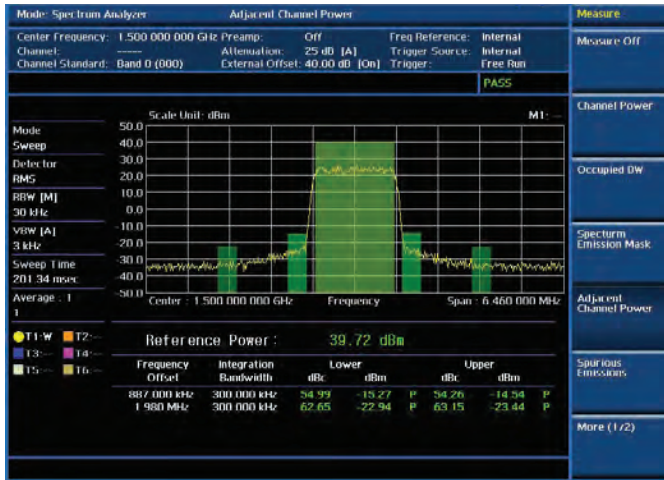 Mode: Spectrum Analyzer Adjacent Channel Power Measure
Center Frequency: 1.500 000 000 GHz Preamp: Off Freq Reference: Internal
Channel: ----- Attenuation: 25 dB [A] Trigger Source: Internal
Channel Standard: Band 0 (000) External Offset: 40.00 dB [On] Trigger: Free Run
PASS
Measure Off
Channel Power
Occupied BW
Specturm
Emission Mask
Adjacent
Channel Power
Spurious
Emissions
More (1/2)
Scale Unit: dBm M1: --
Mode
Sweep
Detector
RMS
RBW [M]
30 kHz
VBW [A]
3 kHz
Sweep Time
201.34 msec
Average : 1
1
T1:W T2:--
T3:-- T4:--
T5:-- T6:--
50.0
40.0
30.0
20.0
10.0
0.0
-10.0
-20.0
-30.0
-40.0
-50.0
Center : 1.500 000 000 GHz Frequency Span : 6.460 000 MHz
Reference Power: 39.72 dBm
Frequency Integration Lower Upper
Offset Bandwidth dBc dBm dBc dBm
887.000 kHz 300.000 kHz 54.99 -15.27 P 54.26 -14.54 P
1.980 MHz 300.000 kHz 62.65 -22.94 P 63.15 -23.44 P